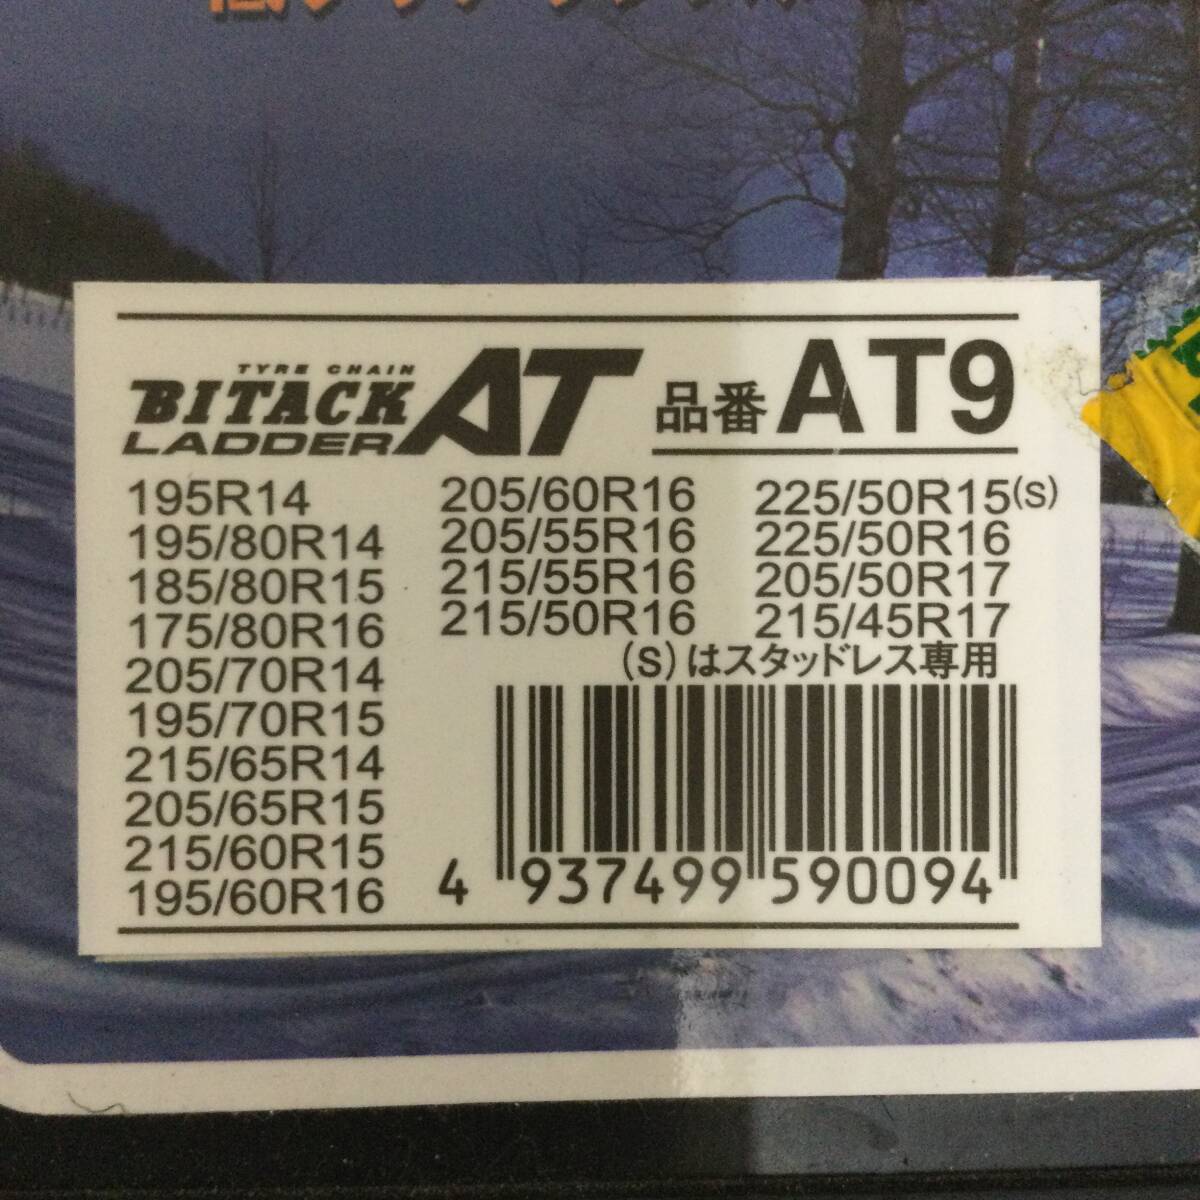 TYRE CHAIN
BITACK
LADDER AT
品番 AT9
195R14
195/80R14
185/80R15
175/80R16
205/70R14
195/70R15
215/65R14
205/65R15
215/60R15
195/60R16
205/60R16
205/55R16
215/55R16
215/50R16
225/50R15(S)
225/50R16
205/50R17
215/45R17
(S)はスタッドレス専用
4 937499 590094